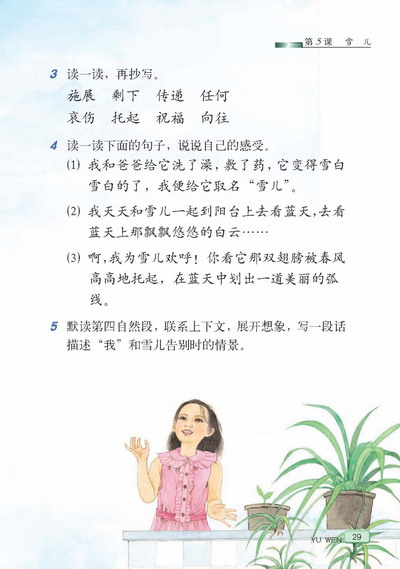 第5课 雪 儿
3 读一读，再抄写。
施展 剩下 传递 任何
哀伤 托起 祝福 向往
4 读一读下面的句子，说说自己的感受。
(1) 我和爸爸给它洗了澡，敷了药，它变得雪白
雪白的了，我便给它取名“雪儿”。
(2) 我天天和雪儿一起到阳台上去看蓝天，去看
蓝天上那飘飘悠悠的白云……
(3) 啊，我为雪儿欢呼！你看它那双翅膀被春风
高高地托起，在蓝天中划出一道美丽的弧
线。
5 默读第四自然段，联系上下文，展开想象，写一段话
描述“我”和雪儿告别时的情景。
29
YU WEN